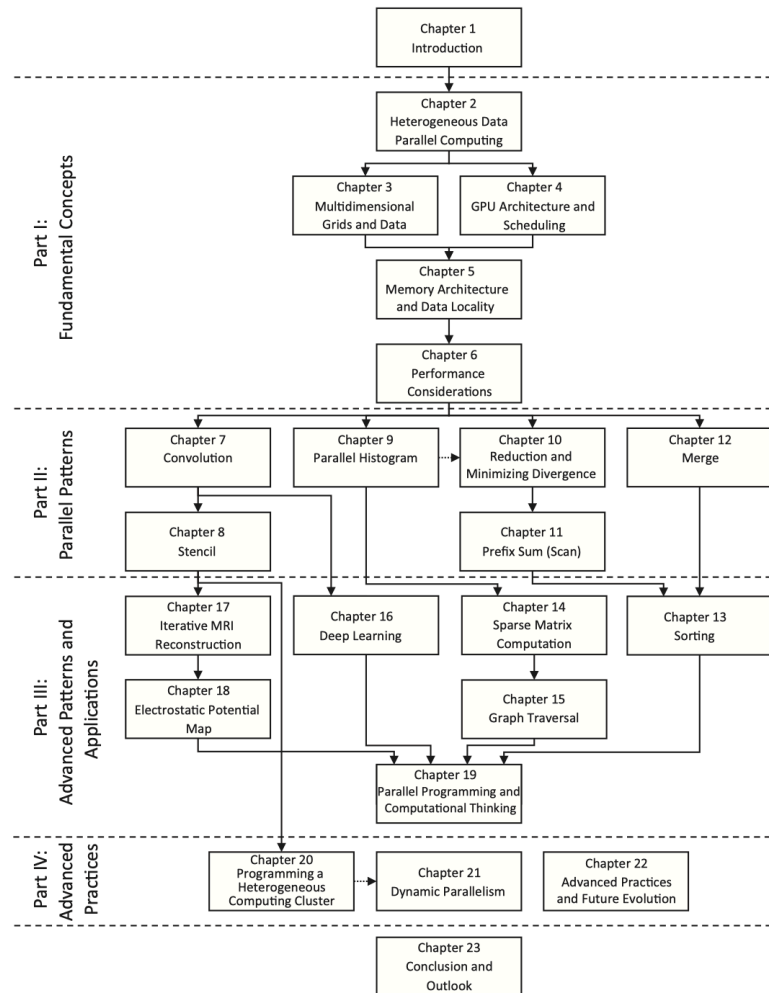 Chapter 1
Introduction
Part I:
Fundamental Concepts
Chapter 2
Heterogeneous Data
Parallel Computing
Chapter 3
Multidimensional
Grids and Data
Chapter 4
GPU Architecture and
Scheduling
Chapter 5
Memory Architecture
and Data Locality
Chapter 6
Performance
Considerations
Part II:
Parallel Patterns
Chapter 7
Convolution
Chapter 9
Parallel Histogram
Chapter 10
Reduction and
Minimizing Divergence
Chapter 12
Merge
Chapter 8
Stencil
Chapter 11
Prefix Sum (Scan)
Part III:
Advanced Patterns and
Applications
Chapter 17
Iterative MRI
Reconstruction
Chapter 16
Deep Learning
Chapter 14
Sparse Matrix
Computation
Chapter 13
Sorting
Chapter 18
Electrostatic Potential
Map
Chapter 15
Graph Traversal
Chapter 19
Parallel Programming and
Computational Thinking
Part IV:
Advanced
Practices
Chapter 20
Programming a
Heterogeneous
Computing Cluster
Chapter 21
Dynamic Parallelism
Chapter 22
Advanced Practices
and Future Evolution
Chapter 23
Conclusion and
Outlook